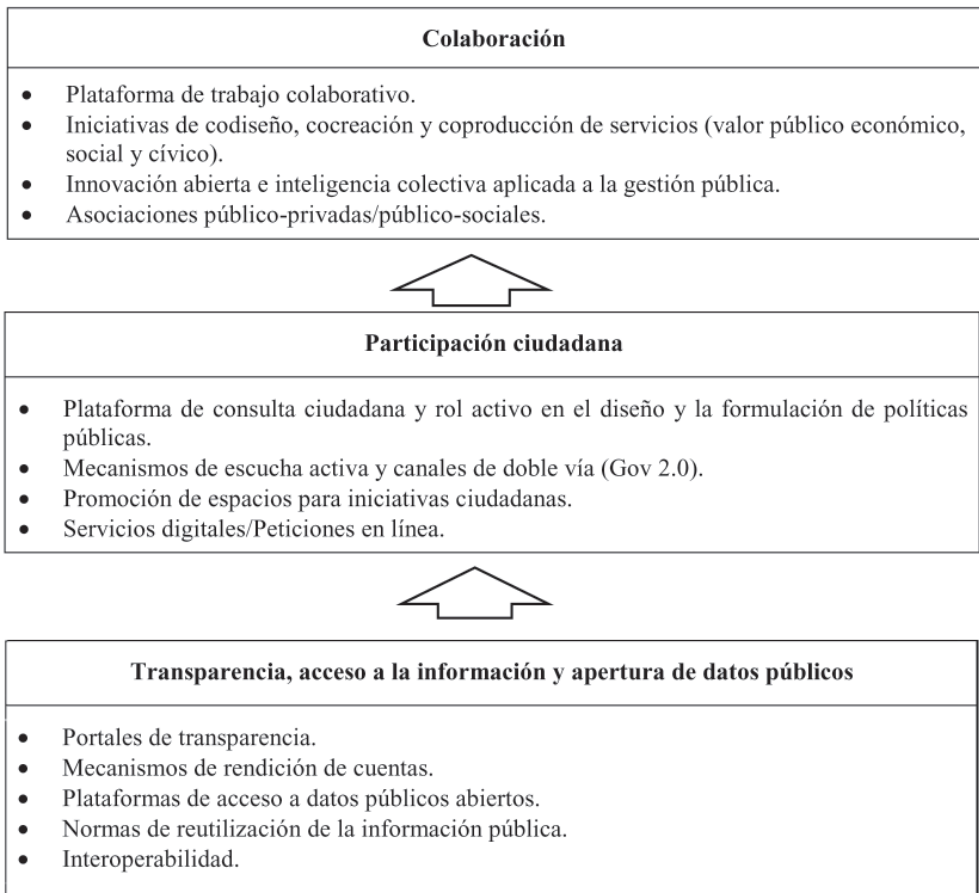 Colaboración
• Plataforma de trabajo colaborativo.
• Iniciativas de codiseño, cocreación y coproducción de servicios (valor público económico,
social y cívico).
• Innovación abierta e inteligencia colectiva aplicada a la gestión pública.
• Asociaciones público-privadas/público-sociales.
Participación ciudadana
• Plataforma de consulta ciudadana y rol activo en el diseño y la formulación de políticas
públicas.
• Mecanismos de escucha activa y canales de doble vía (Gov 2.0).
• Promoción de espacios para iniciativas ciudadanas.
• Servicios digitales/Peticiones en línea.
Transparencia, acceso a la información y apertura de datos públicos
• Portales de transparencia.
• Mecanismos de rendición de cuentas.
• Plataformas de acceso a datos públicos abiertos.
• Normas de reutilización de la información pública.
• Interoperabilidad.